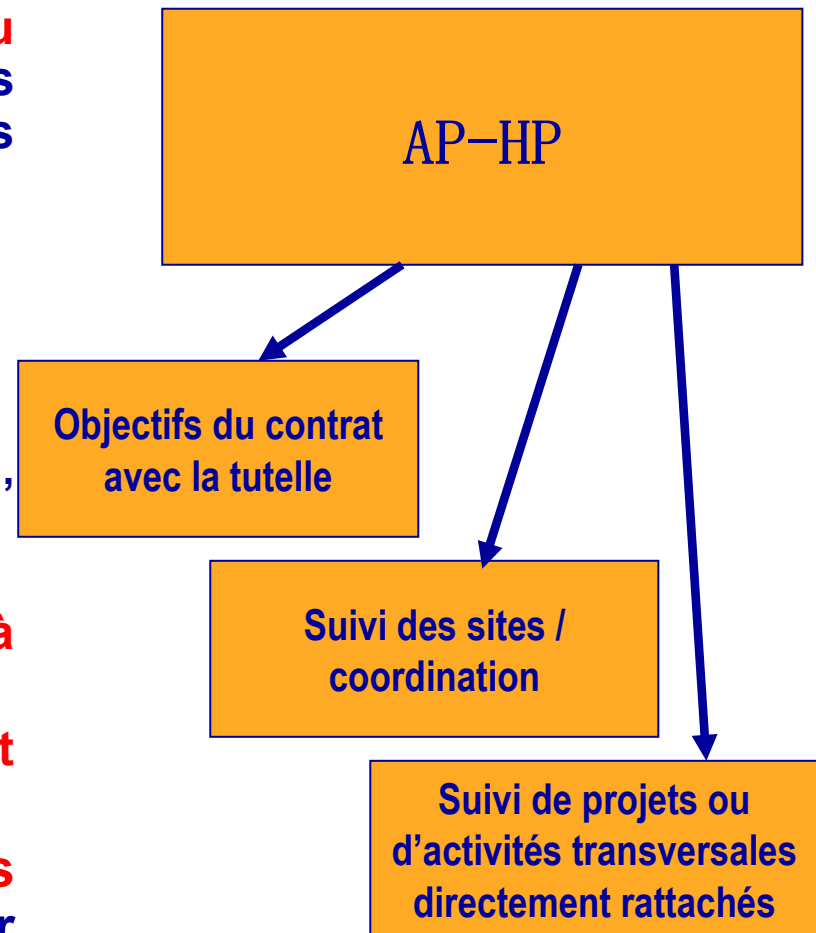 u
s
s
AP-HP
Objectifs du contrat
avec la tutelle
,
Suivi des sites /
coordination
à
t
Suivi de projets ou
d’activités transversales
directement rattachés
s
r